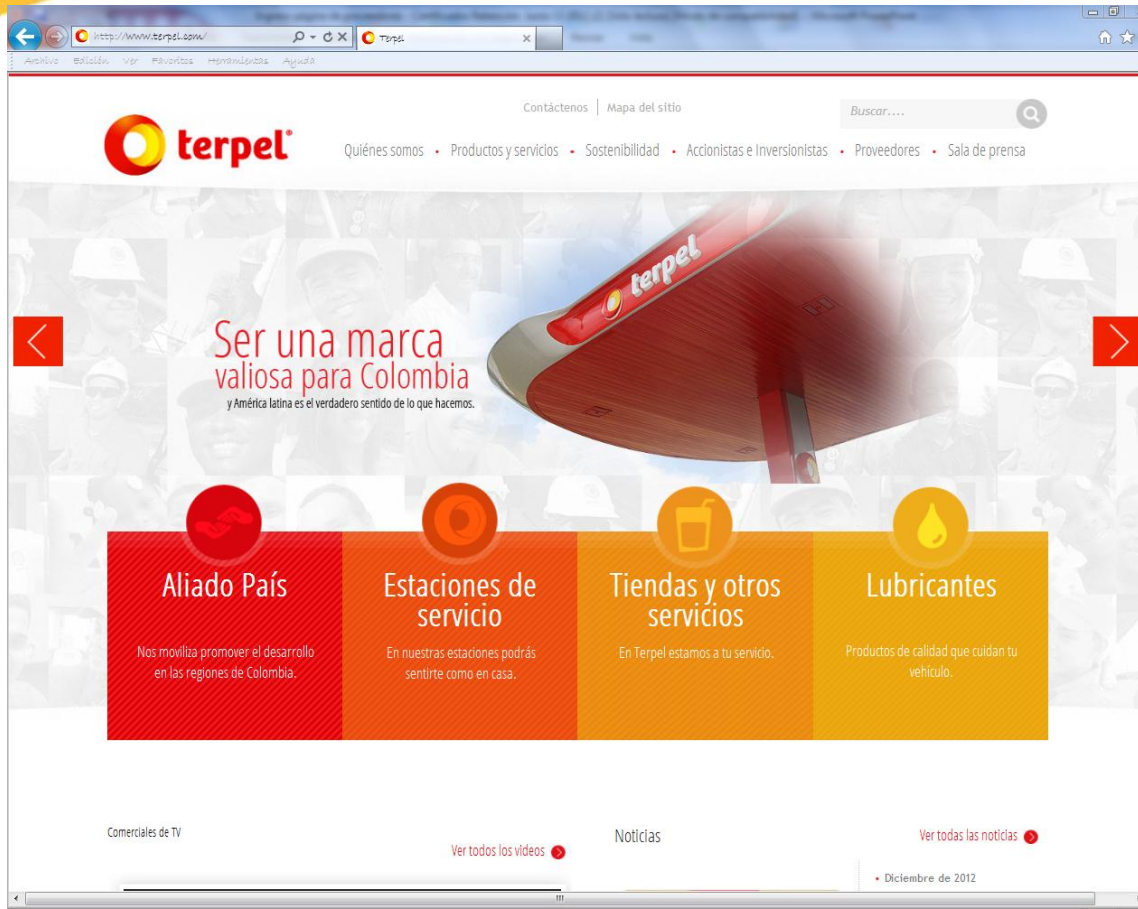 http://www.terpel.com/
Terpel
Archivo Edición Ver Favoritos Herramientas Ayuda
Contáctenos | Mapa del sitio
Buscar....
terpel
Quiénes somos • Productos y servicios • Sostenibilidad • Accionistas e Inversionistas • Proveedores • Sala de prensa
terpel
Ser una marca
valiosa para Colombia
y América latina es el verdadero sentido de lo que hacemos.
Aliado País
Nos moviliza promover el desarrollo
en las regiones de Colombia.
Estaciones de
servicio
En nuestras estaciones podrás
sentirte como en casa.
Tiendas y otros
servicios
En Terpel estamos a tu servicio.
Lubricantes
Productos de calidad que cuidan tu
vehículo.
Comerciales de TV
Ver todos los videos
Noticias
Ver todas las noticias
• Diciembre de 2012